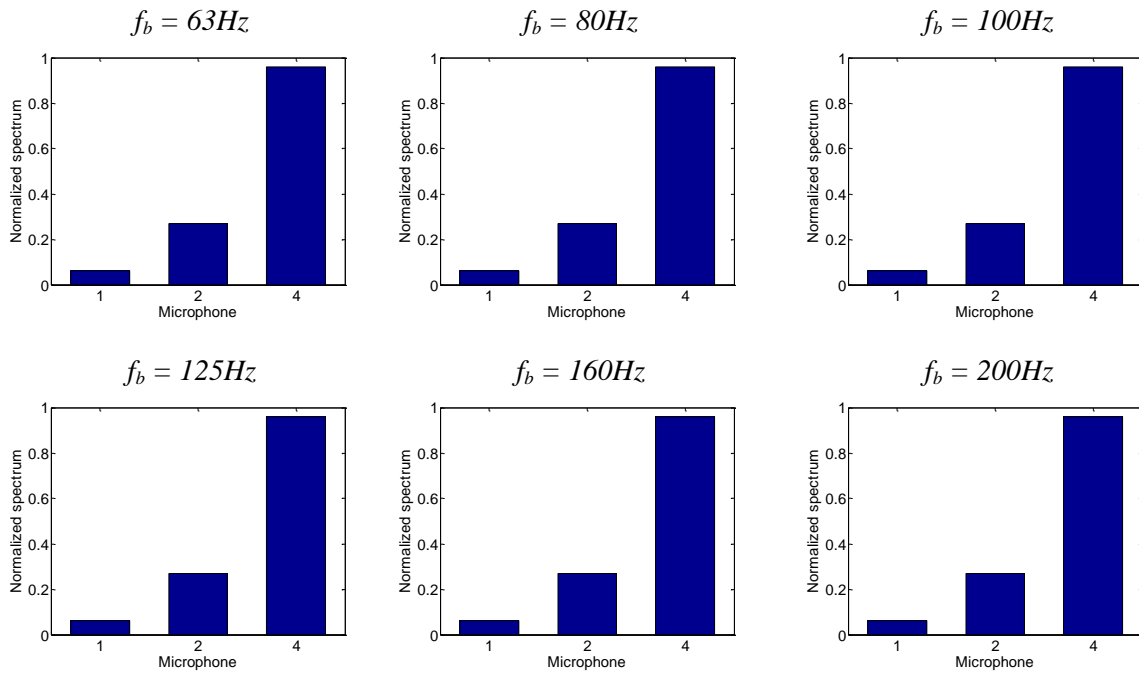 f_b = 63Hz
f_b = 80Hz
f_b = 100Hz
1
0.8
0.6
0.4
0.2
0
Normalized spectrum
1 2 4
Microphone
1
0.8
0.6
0.4
0.2
0
Normalized spectrum
1 2 4
Microphone
1
0.8
0.6
0.4
0.2
0
Normalized spectrum
1 2 4
Microphone
f_b = 125Hz
f_b = 160Hz
f_b = 200Hz
1
0.8
0.6
0.4
0.2
0
Normalized spectrum
1 2 4
Microphone
1
0.8
0.6
0.4
0.2
0
Normalized spectrum
1 2 4
Microphone
1
0.8
0.6
0.4
0.2
0
Normalized spectrum
1 2 4
Microphone